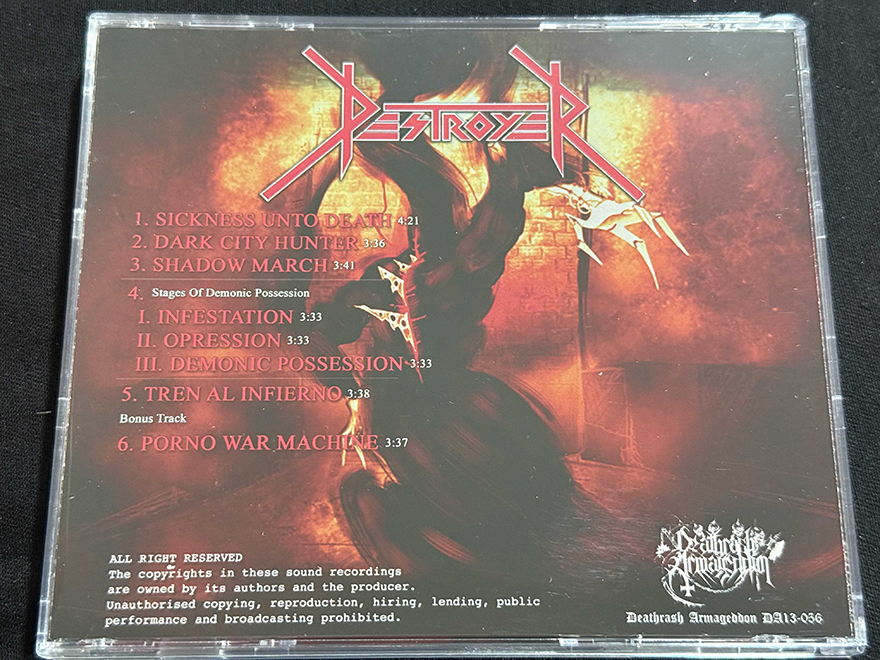 DESTROYER
1. SICKNESS UNTO DEATH 4:21
2. DARK CITY HUNTER 3:36
3. SHADOW MARCH 3:41
4. Stages Of Demonic Possession
I. INFESTATION 3:33
II. OPRESSION 3:33
III. DEMONIC POSSESSION 3:33
5. TREN AL INFIERNO 3:38
Bonus Track
6. PORNO WAR MACHINE 3:37
ALL RIGHT RESERVED
The copyrights in these sound recordings
are owned by its authors and the producer.
Unauthorised copying, reproduction, hiring, lending, public
performance and broadcasting prohibited.
Deathrash
Armageddon
Deathrash Armageddon DA13-056